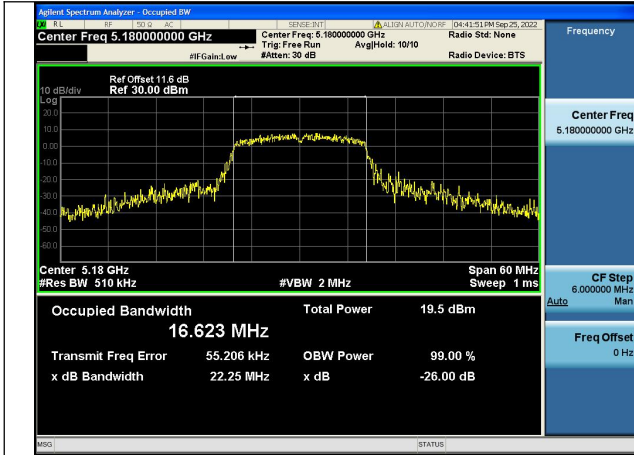 Agilent Spectrum Analyzer - Occupied BW
RL RF 50 Ω AC SENSE:INT ALIGN AUTO/NO RF 04:41:51 PM Sep 25, 2022
Center Freq 5.180000000 GHz Center Freq: 5.180000000 GHz Radio Std: None
Trig: Free Run Avg|Hold: 10/10
#IFGain:Low #Atten: 30 dB Radio Device: BTS
Ref Offset 11.6 dB
10 dB/div Ref 30.00 dBm
Log
20.0
10.0
0.00
-10.0
-20.0
-30.0
-40.0
-50.0
-60.0
Center 5.18 GHz Span 60 MHz
#Res BW 510 kHz #VBW 2 MHz Sweep 1 ms
Occupied Bandwidth Total Power 19.5 dBm
16.623 MHz
Transmit Freq Error 55.206 kHz OBW Power 99.00 %
x dB Bandwidth 22.25 MHz x dB -26.00 dB
MSG STATUS
Frequency
Center Freq
5.180000000 GHz
CF Step
6.000000 MHz
Auto Man
Freq Offset
0 Hz